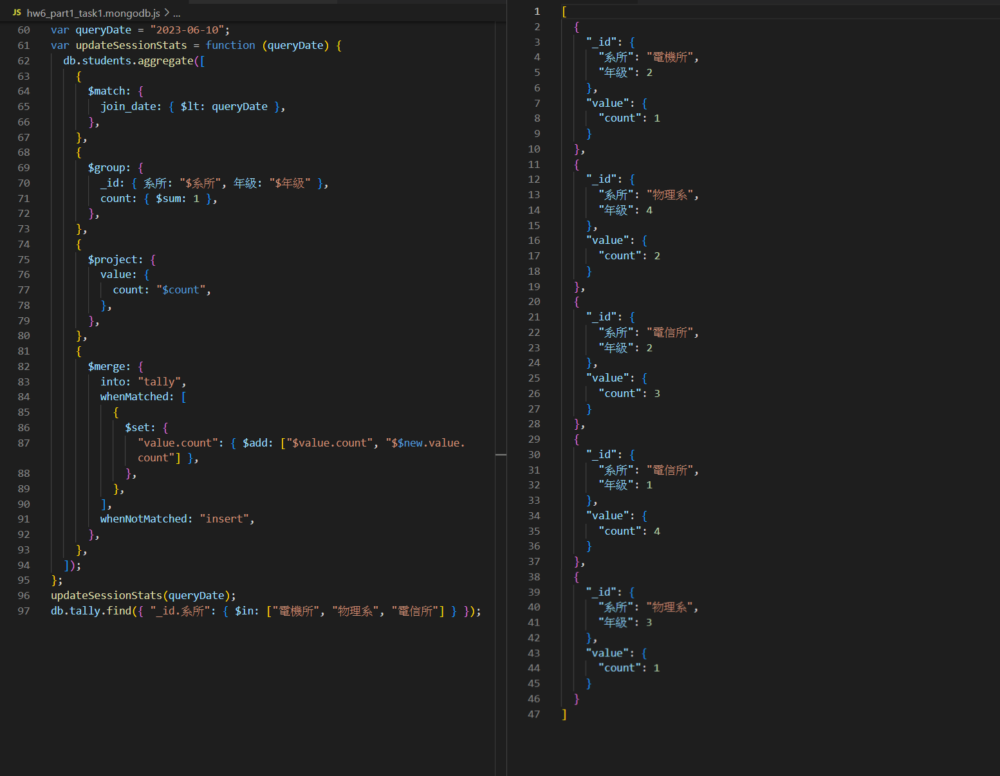 JS hw6_part1_task1.mongodb.js > ...
60 var queryDate = "2023-06-10";
61 var updateSessionStats = function (queryDate) {
62 db.students.aggregate([
63 {
64 $match: {
65 join_date: { $lt: queryDate },
66 },
67 },
68 {
69 $group: {
70 _id: { 系所: "$系所", 年級: "$年級" },
71 count: { $sum: 1 },
72 },
73 },
74 {
75 $project: {
76 value: {
77 count: "$count",
78 },
79 },
80 },
81 {
82 $merge: {
83 into: "tally",
84 whenMatched: [
85 {
86 $set: {
87 "value.count": { $add: ["$value.count", "$$new.value.
count"] },
88 },
89 },
90 ],
91 whenNotMatched: "insert",
92 },
93 },
94 ]);
95 };
96 updateSessionStats(queryDate);
97 db.tally.find({ "_id.系所": { $in: ["電機所", "物理系", "電信所"] } });
1 [
2 {
3 "_id": {
4 "系所": "電機所",
5 "年級": 2
6 },
7 "value": {
8 "count": 1
9 }
10 },
11 {
12 "_id": {
13 "系所": "物理系",
14 "年級": 4
15 },
16 "value": {
17 "count": 2
18 }
19 },
20 {
21 "_id": {
22 "系所": "電信所",
23 "年級": 2
24 },
25 "value": {
26 "count": 3
27 }
28 },
29 {
30 "_id": {
31 "系所": "電信所",
32 "年級": 1
33 },
34 "value": {
35 "count": 4
36 }
37 },
38 {
39 "_id": {
40 "系所": "物理系",
41 "年級": 3
42 },
43 "value": {
44 "count": 1
45 }
46 }
47 ]